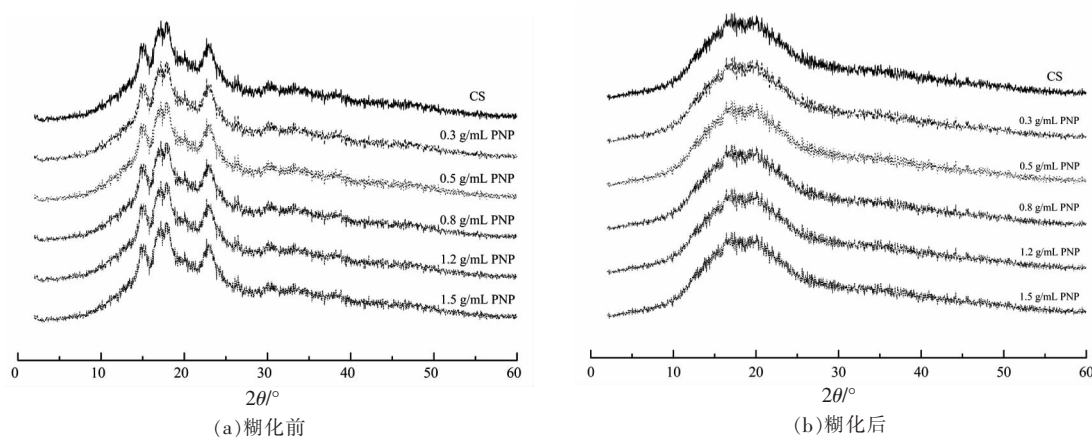 CS
0.3 g/mL PNP
0.5 g/mL PNP
0.8 g/mL PNP
1.2 g/mL PNP
1.5 g/mL PNP
0 10 20 30 40 50 60
2θ/°
(a)糊化前
CS
0.3 g/mL PNP
0.5 g/mL PNP
0.8 g/mL PNP
1.2 g/mL PNP
1.5 g/mL PNP
0 10 20 30 40 50 60
2θ/°
(b)糊化后